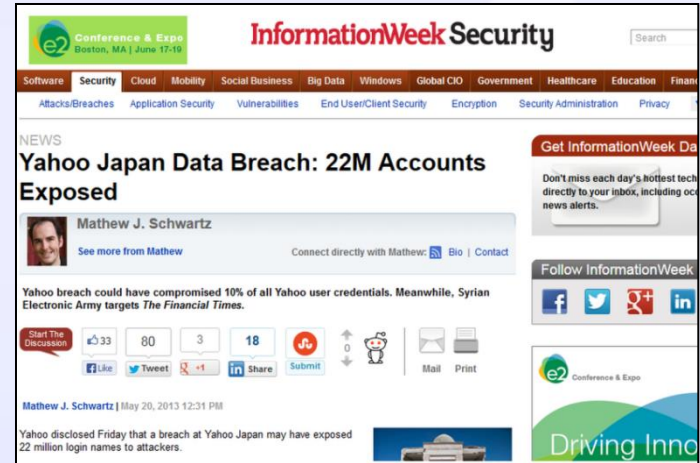 e2 Conference & Expo
Boston, MA | June 17-19
InformationWeek Security
Search
Software Security Cloud Mobility Social Business Big Data Windows Global CIO Government Healthcare Education Finan
Attacks/Breaches Application Security Vulnerabilities End User/Client Security Encryption Security Administration Privacy
NEWS
Yahoo Japan Data Breach: 22M Accounts
Exposed
Mathew J. Schwartz
See more from Mathew
Connect directly with Mathew: Bio | Contact
Yahoo breach could have compromised 10% of all Yahoo user credentials. Meanwhile, Syrian
Electronic Army targets The Financial Times.
Start The
Discussion
33
80
3
18
0
Like
Tweet
+1
Share
Submit
Mail
Print
Mathew J. Schwartz | May 20, 2013 12:31 PM
Yahoo disclosed Friday that a breach at Yahoo Japan may have exposed
22 million login names to attackers.
Get InformationWeek Da
Don't miss each day's hottest tech
directly to your inbox, including occ
news alerts.
Follow InformationWeek
e2 Conference & Expo
Driving Inno